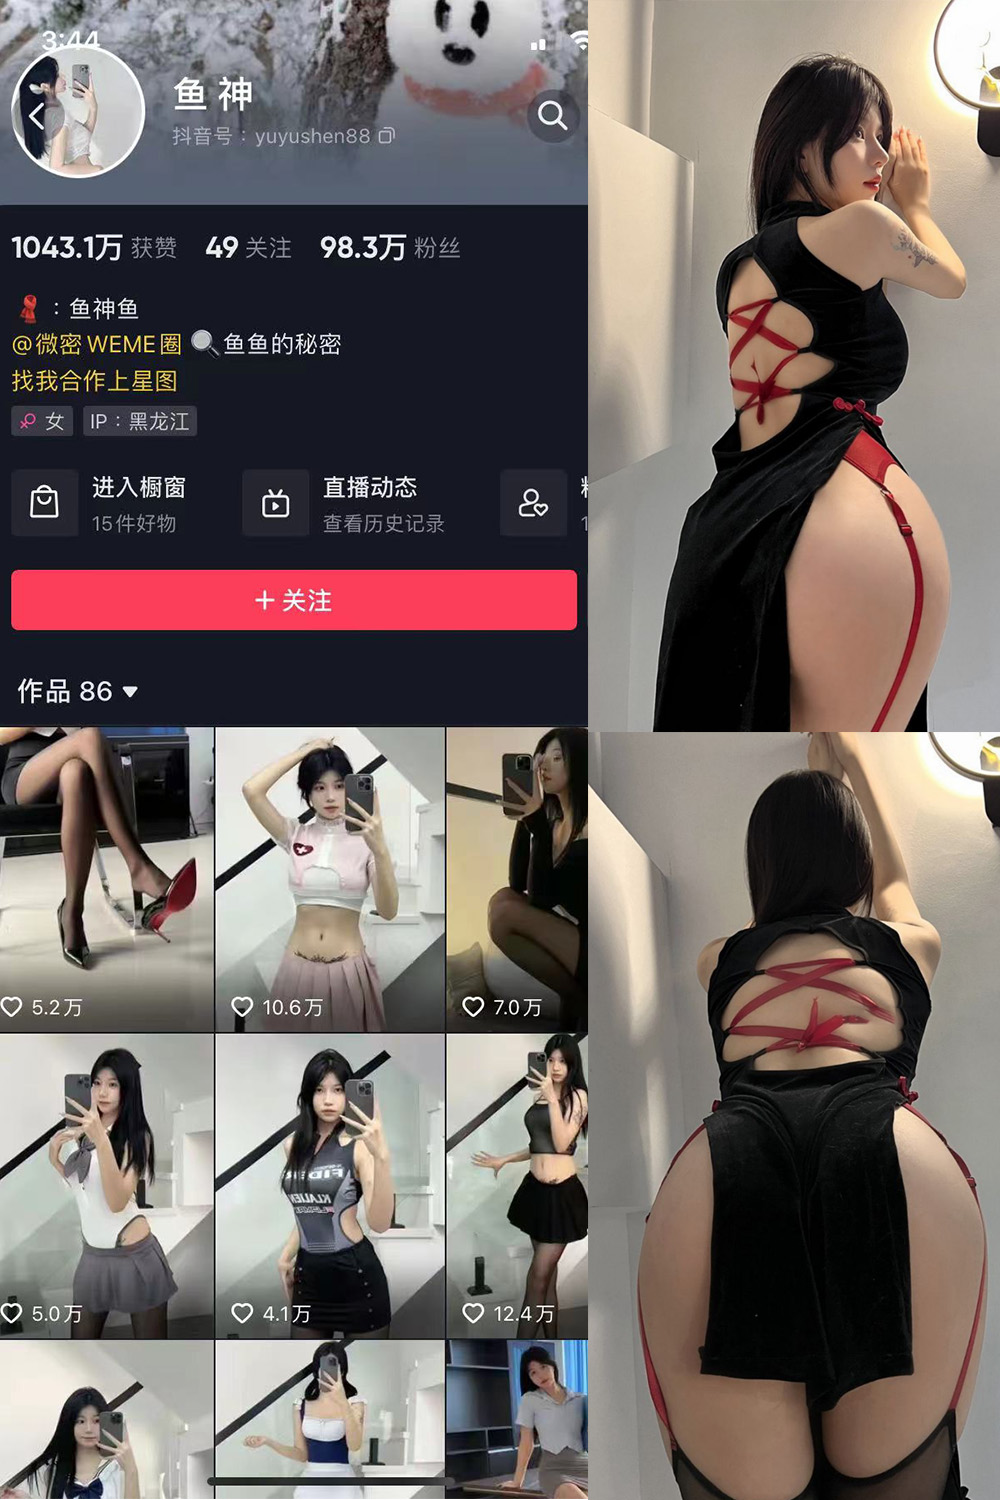 3:44
鱼神
抖音号：yuyushen88
1043.1万 获赞 49 关注 98.3万 粉丝
：鱼神鱼
@微密 WEME圈 鱼鱼的秘密
找我合作上星图
女 IP：黑龙江
进入橱窗
15件好物
直播动态
查看历史记录
+ 关注
作品 86
5.2万
10.6万
7.0万
5.0万
4.1万
12.4万